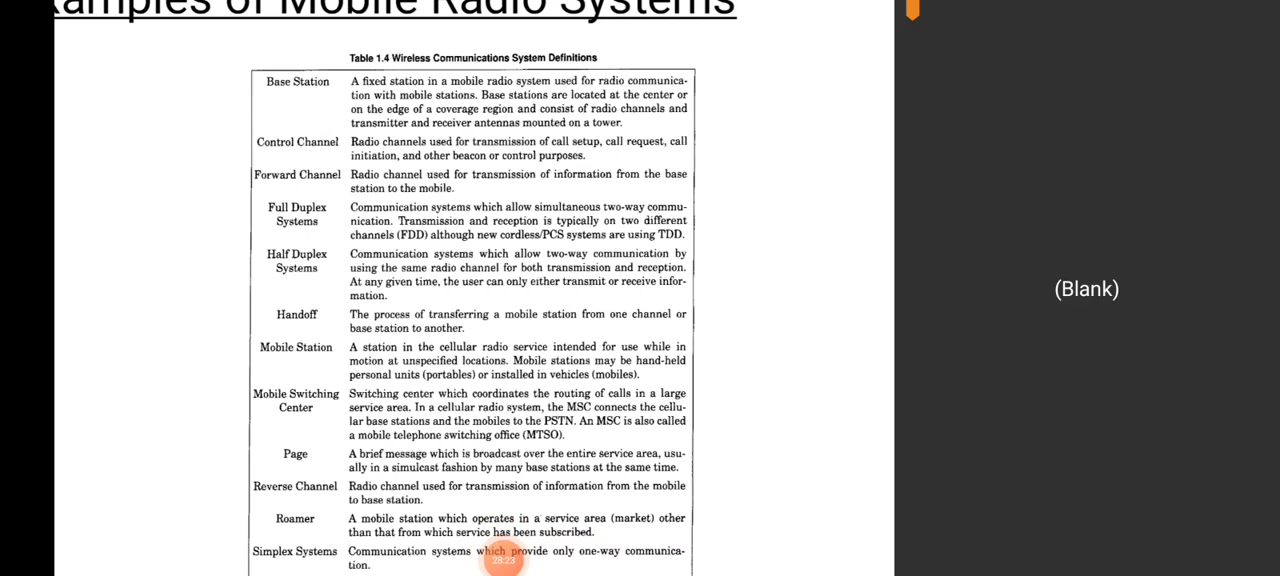 amples of Mobile Radio Systems
Table 1.4 Wireless Communications System Definitions
Base Station A fixed station in a mobile radio system used for radio communica-
tion with mobile stations. Base stations are located at the center or
on the edge of a coverage region and consist of radio channels and
transmitter and receiver antennas mounted on a tower.
Control Channel Radio channels used for transmission of call setup, call request, call
initiation, and other beacon or control purposes.
Forward Channel Radio channel used for transmission of information from the base
station to the mobile.
Full Duplex Communication systems which allow simultaneous two-way commu-
Systems nication. Transmission and reception is typically on two different
channels (FDD) although new cordless/PCS systems are using TDD.
Half Duplex Communication systems which allow two-way communication by
Systems using the same radio channel for both transmission and reception.
At any given time, the user can only either transmit or receive infor-
mation.
Handoff The process of transferring a mobile station from one channel or
base station to another.
Mobile Station A station in the cellular radio service intended for use while in
motion at unspecified locations. Mobile stations may be hand-held
personal units (portables) or installed in vehicles (mobiles).
Mobile Switching Switching center which coordinates the routing of calls in a large
Center service area. In a cellular radio system, the MSC connects the cellu-
lar base stations and the mobiles to the PSTN. An MSC is also called
a mobile telephone switching office (MTSO).
Page A brief message which is broadcast over the entire service area, usu-
ally in a simulcast fashion by many base stations at the same time.
Reverse Channel Radio channel used for transmission of information from the mobile
to base station.
Roamer A mobile station which operates in a service area (market) other
than that from which service has been subscribed.
Simplex Systems Communication systems which provide only one-way communica-
tion.
28:23
(Blank)